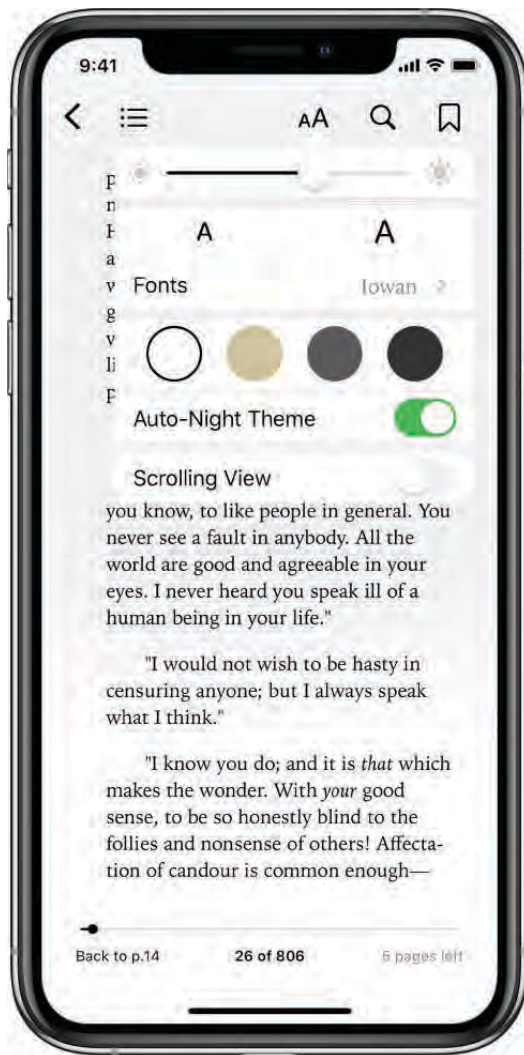 9:41
AA
p
n
F
a
v
g
v
li
p
A A
Fonts Iowan
Auto-Night Theme
Scrolling View
you know, to like people in general. You
never see a fault in anybody. All the
world are good and agreeable in your
eyes. I never heard you speak ill of a
human being in your life."
"I would not wish to be hasty in
censuring anyone; but I always speak
what I think."
"I know you do; and it is that which
makes the wonder. With your good
sense, to be so honestly blind to the
follies and nonsense of others! Affecta-
tion of candour is common enough—
Back to p.14 26 of 806 6 pages left